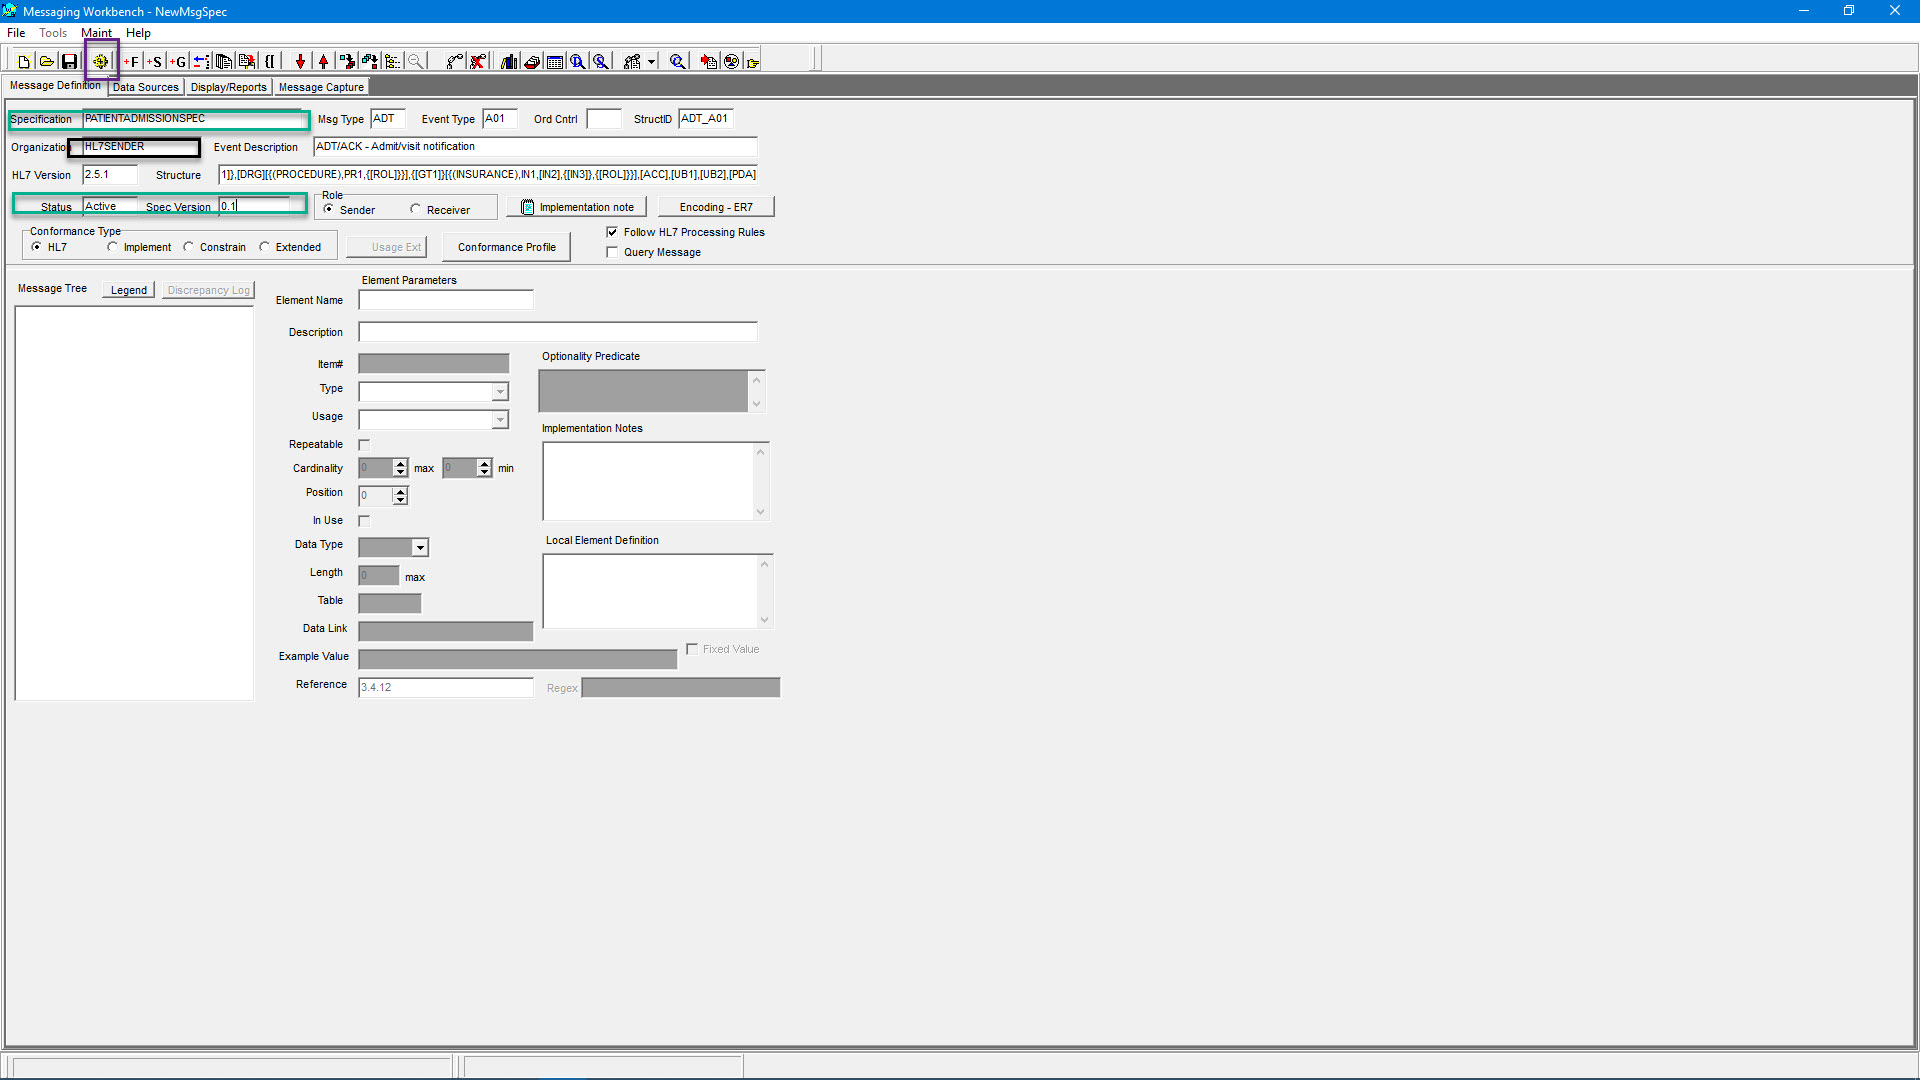 Messaging Workbench - NewMsgSpec
File Tools Maint Help
+F +S +G {[
Message Definition Data Sources Display/Reports Message Capture
Specification PATIENTADMISSIONSPEC Msg Type ADT Event Type A01 Ord Cntrl StructID ADT_A01
Organization HL7SENDER Event Description ADT/ACK - Admit/visit notification
HL7 Version 2.5.1 Structure 1]},[DRG][{(PROCEDURE),PR1,{[ROL]}}],{[GT1]}[{(INSURANCE),IN1,[IN2],{[IN3]},{[ROL]}}],[ACC],[UB1],[UB2],[PDA]
Status Active Spec Version 0.1 Role Sender Receiver Implementation note Encoding - ER7
Conformance Type
HL7 Implement Constrain Extended Usage Ext Conformance Profile
Follow HL7 Processing Rules
Query Message
Message Tree Legend Discrepancy Log
Element Parameters
Element Name
Description
Item# Optionality Predicate
Type
Usage
Implementation Notes
Repeatable
Cardinality 0 max 0 min
Position 0
In Use
Data Type Local Element Definition
Length 0 max
Table
Data Link
Example Value Fixed Value
Reference 3.4.12 Regex